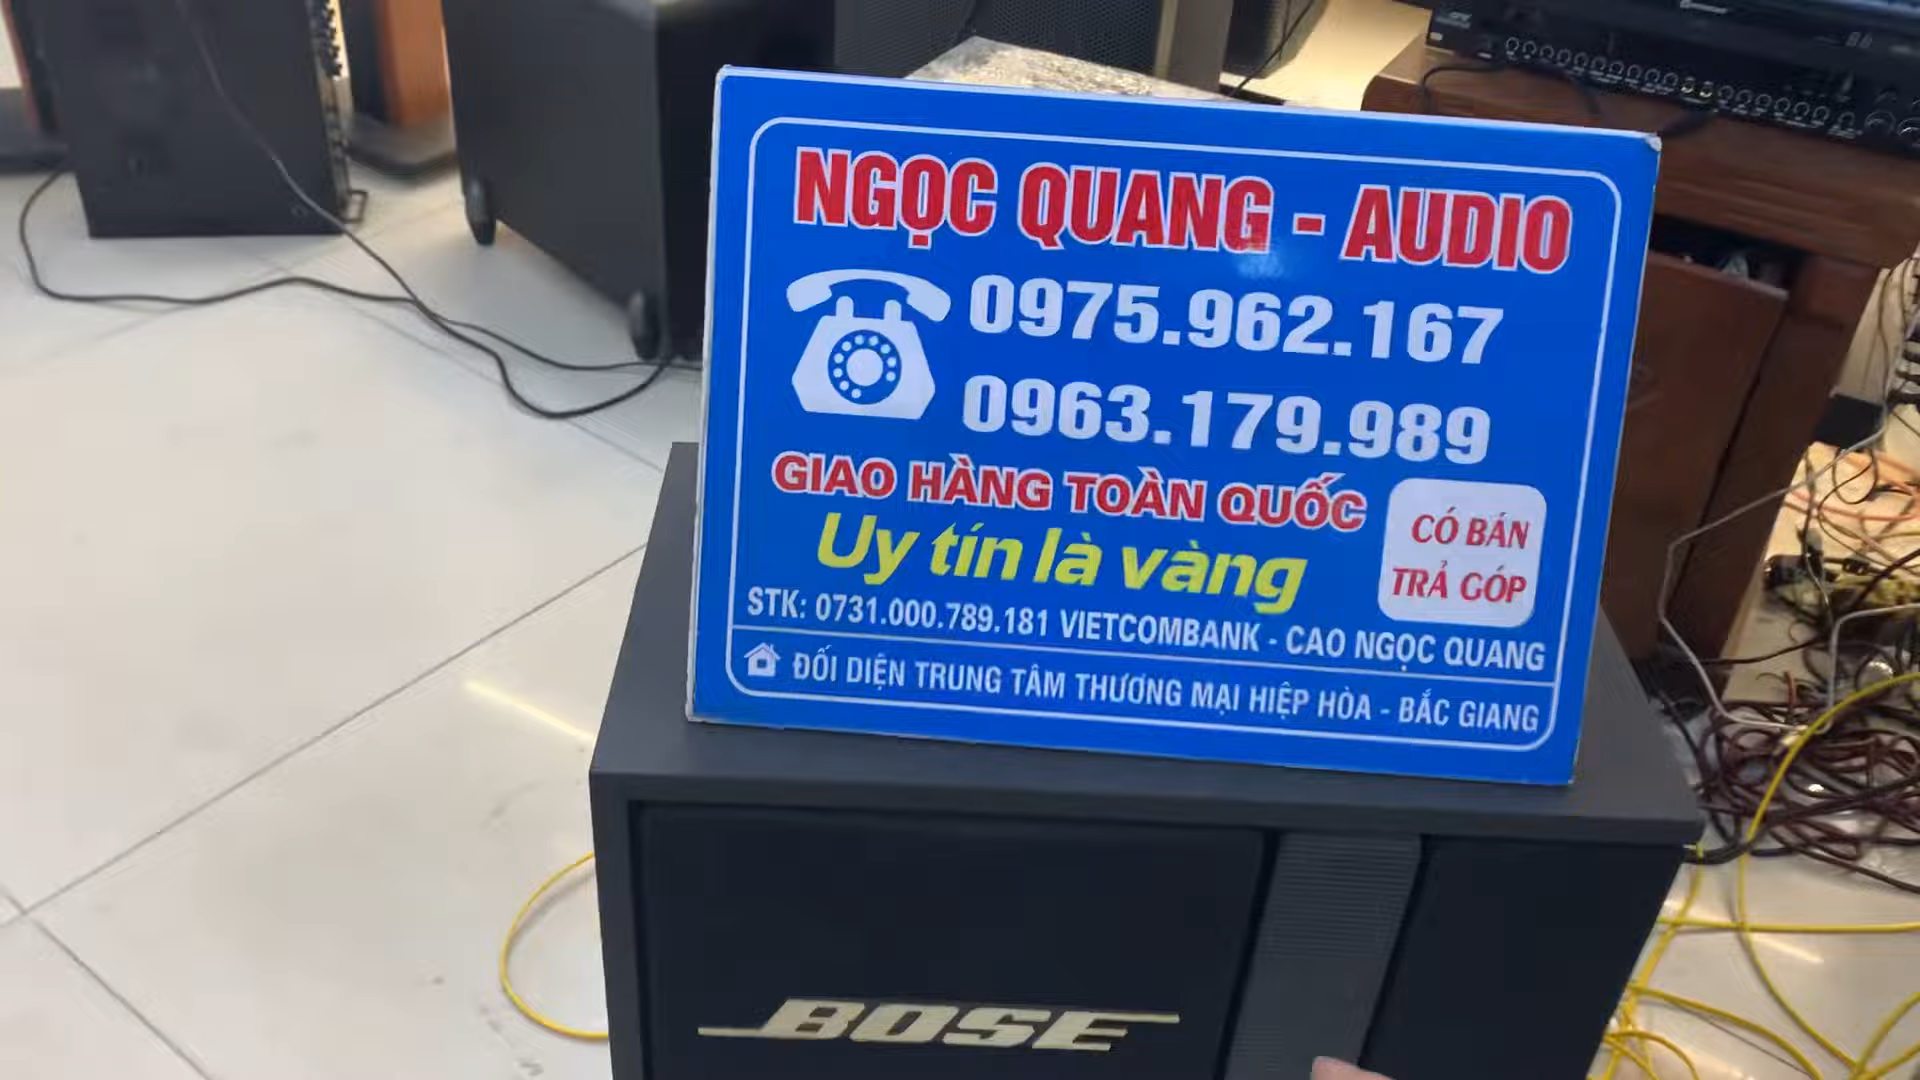 NGỌC QUANG - AUDIO
0975.962.167
0963.179.989
GIAO HÀNG TOÀN QUỐC
Uy tín là vàng
CÓ BÁN
TRẢ GÓP
STK: 0731.000.789.181 VIETCOMBANK - CAO NGỌC QUANG
ĐỐI DIỆN TRUNG TÂM THƯƠNG MẠI HIỆP HÒA - BẮC GIANG
BOSE